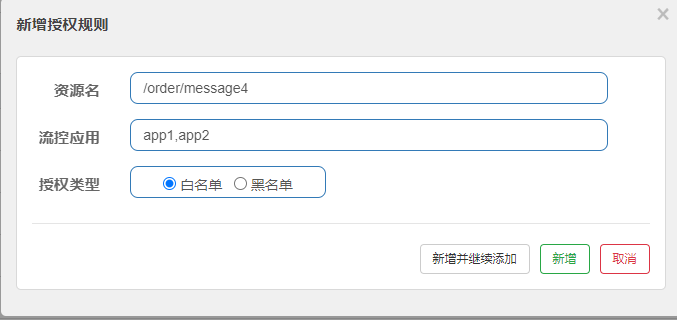 新增授权规则
×
资源名 /order/message4
流控应用 app1,app2
授权类型 白名单 黑名单
新增并继续添加 新增 取消